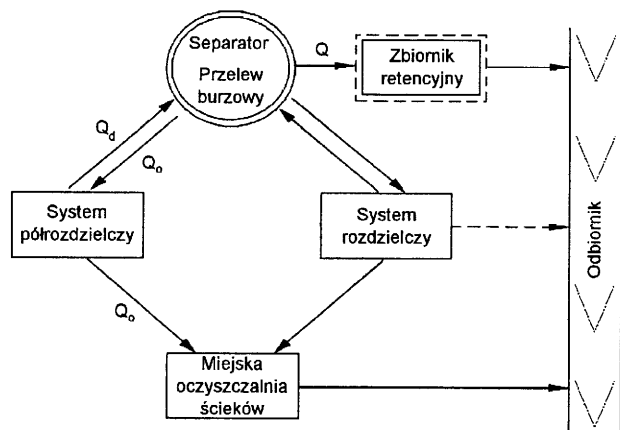 Separator
Przelew
burzowy
Q
Zbiornik
retencyjny
Qd
Qo
System
półrozdzielczy
System
rozdzielczy
Odbiornik
Qo
Miejska
oczyszczalnia
ścieków